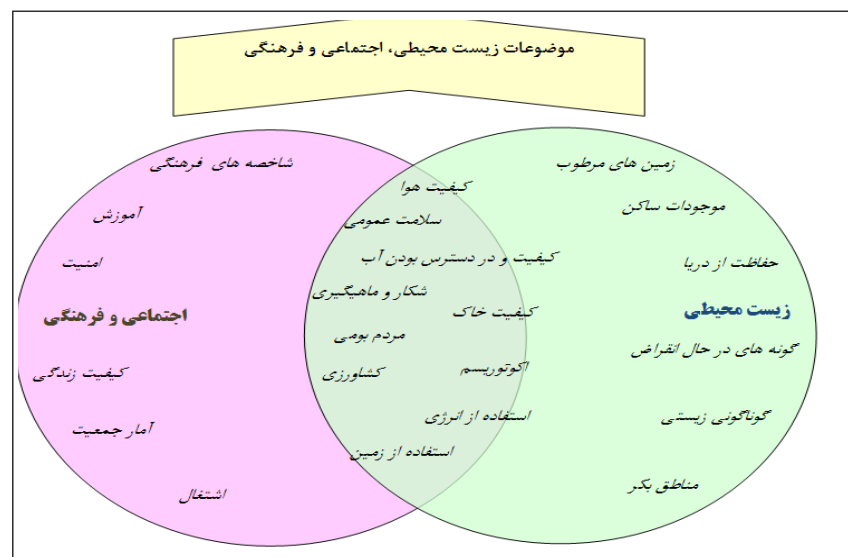 موضوعات زیست محیطی، اجتماعی و فرهنگی
زمین های مرطوب
موجودات ساکن
حفاظت از دریا
زیست محیطی
گونه های در حال انقراض
گوناگونی زیستی
مناطق بکر
کیفیت هوا
سلامت عمومی
کیفیت و در دسترس بودن آب
شکار و ماهیگیری
کیفیت خاک
مردم بومی
اکوتوریسم
کشاورزی
استفاده از انرژی
استفاده از زمین
شاخصه های فرهنگی
آموزش
امنیت
اجتماعی و فرهنگی
کیفیت زندگی
آمار جمعیت
اشتغال